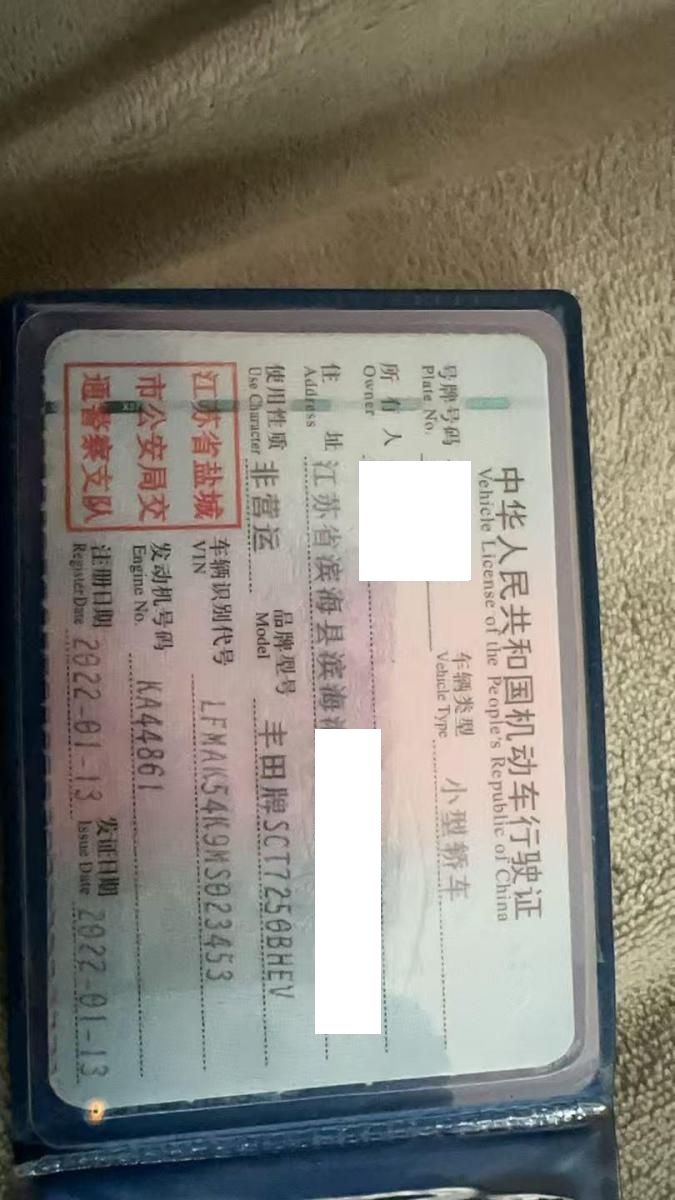 中华人民共和国机动车行驶证
Vehicle License of the People's Republic of China
号牌号码
Plate No.
车辆类型
Vehicle Type
小型轿车
所有人
Owner
住址
Address
江苏省滨海县滨海
使用性质
Use Character
非营运
品牌型号
Model
丰田牌SCT7250BHEV
江苏省盐城
市公安局交
通警察支队
车辆识别代号
VIN
LFMAK54K9MS023453
发动机号码
Engine No.
KA44861
注册日期
Register Date
2022-01-13
发证日期
Issue Date
2022-01-13